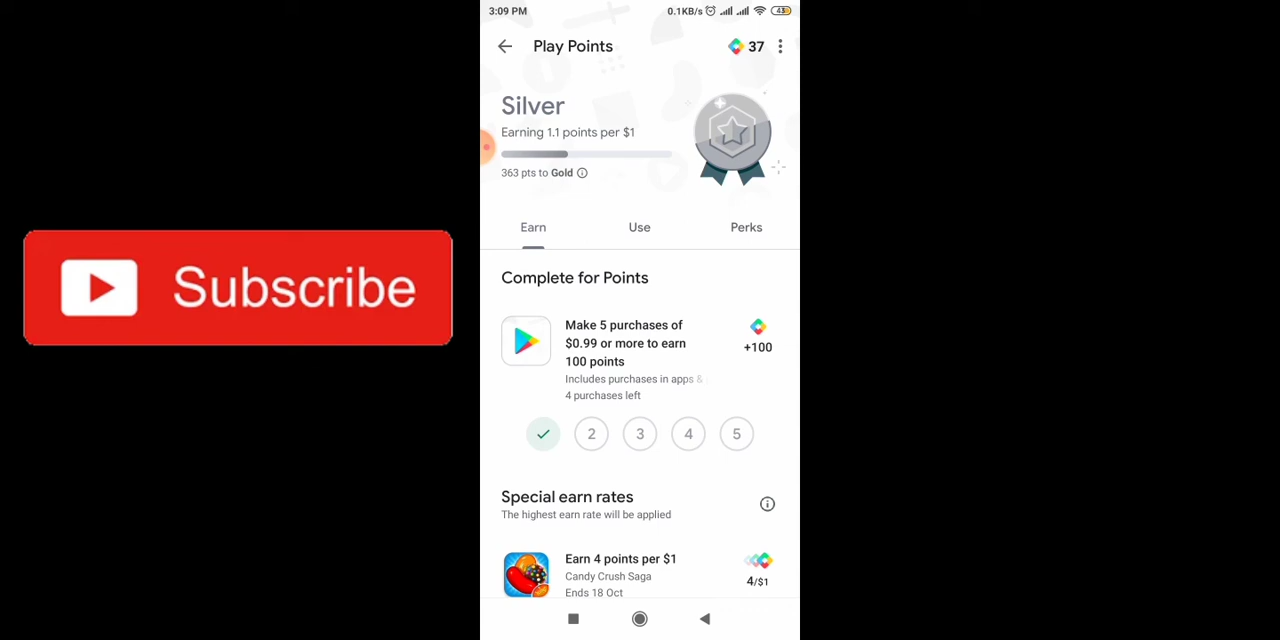 3:09 PM
0.1KB/s
43
Play Points
37
Silver
Earning 1.1 points per $1
363 pts to Gold
Earn
Use
Perks
Complete for Points
Make 5 purchases of
$0.99 or more to earn
100 points
Includes purchases in apps &
4 purchases left
+100
2
3
4
5
Special earn rates
The highest earn rate will be applied
Earn 4 points per $1
Candy Crush Saga
Ends 18 Oct
4/$1
Subscribe